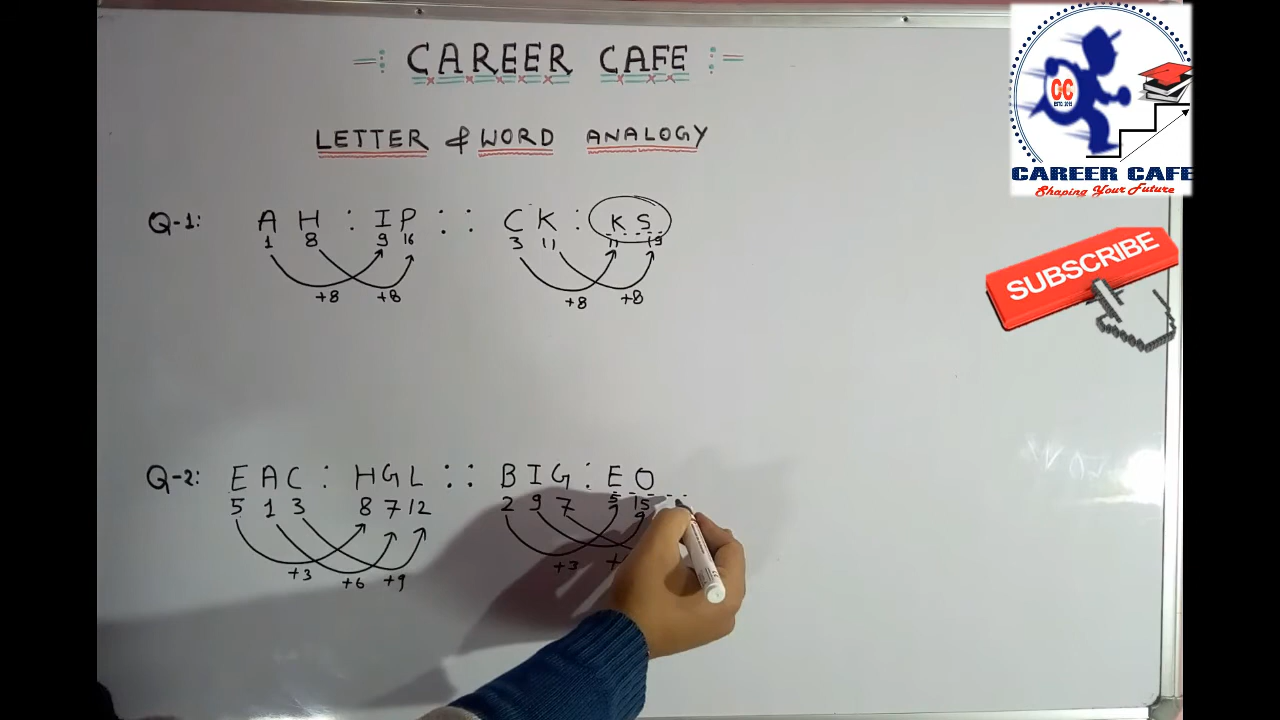 CAREER CAFE
LETTER & WORD ANALOGY
CC
ESTD. 2015
CAREER CAFE
Shaping Your Future
SUBSCRIBE
Q-1: A H : I P : : C K : K S
1 8 9 16 3 11 11 19
+8 +8 +8 +8
Q-2: E A C : H G L : : B I G : E O
5 1 3 8 7 12 2 9 7 5 15
+3 +6 +9 +3